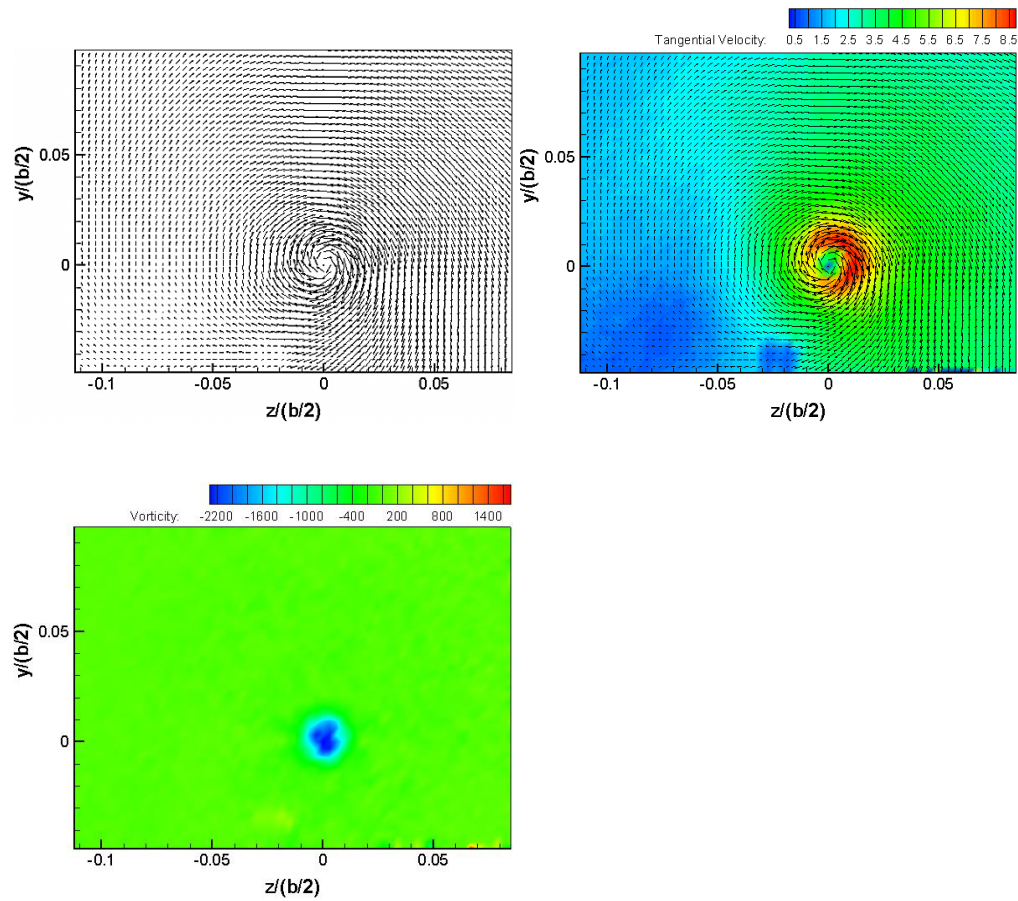 Tangential Velocity: 0.5 1.5 2.5 3.5 4.5 5.5 6.5 7.5 8.5
y/(b/2)
0.05
0
-0.1 -0.05 0 0.05
z/(b/2)
y/(b/2)
0.05
0
-0.1 -0.05 0 0.05
z/(b/2)
Vorticity: -2200 -1600 -1000 -400 200 800 1400
y/(b/2)
0.05
0
-0.1 -0.05 0 0.05
z/(b/2)